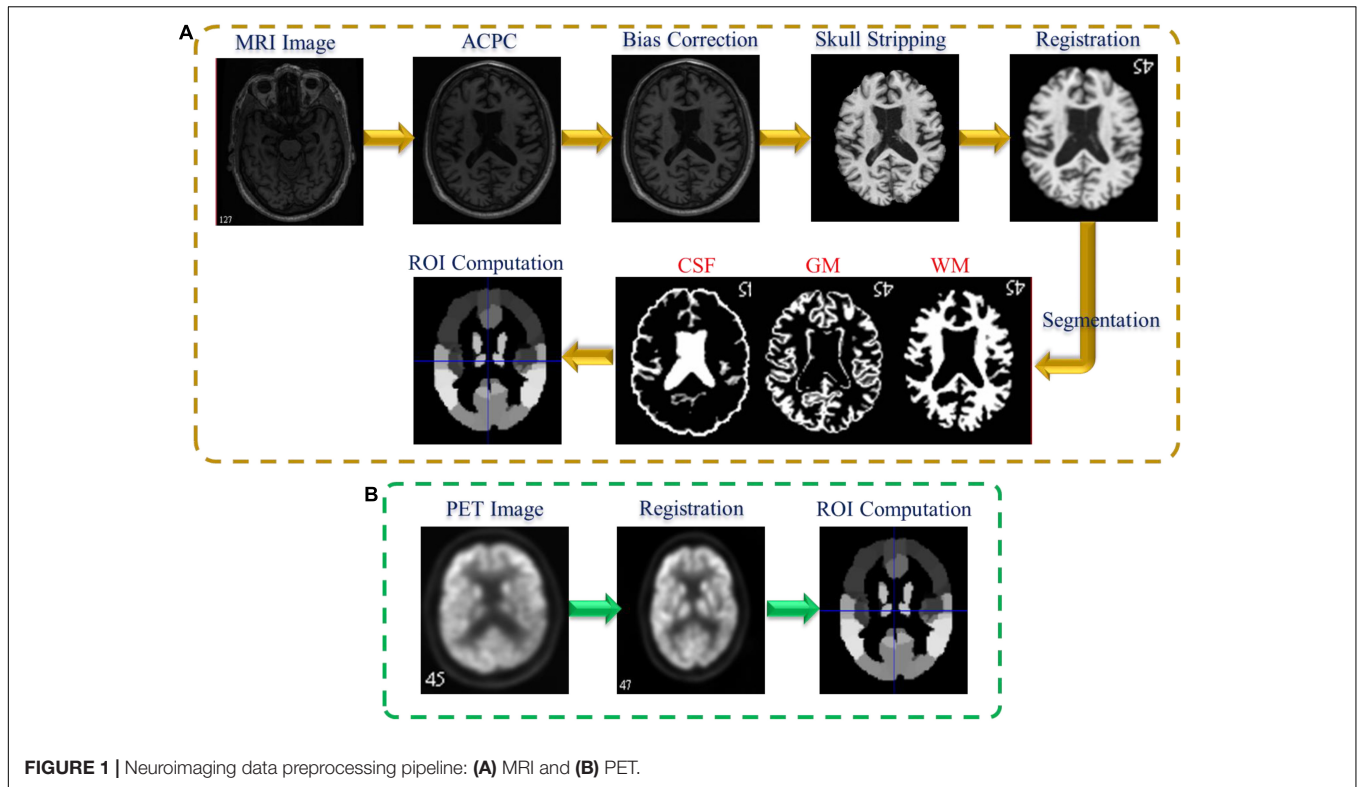 A
MRI Image
ACPC
Bias Correction
Skull Stripping
Registration
127
45
ROI Computation
CSF
GM
WM
45
45
Segmentation
B
PET Image
Registration
ROI Computation
45
47
FIGURE 1 | Neuroimaging data preprocessing pipeline: (A) MRI and (B) PET.